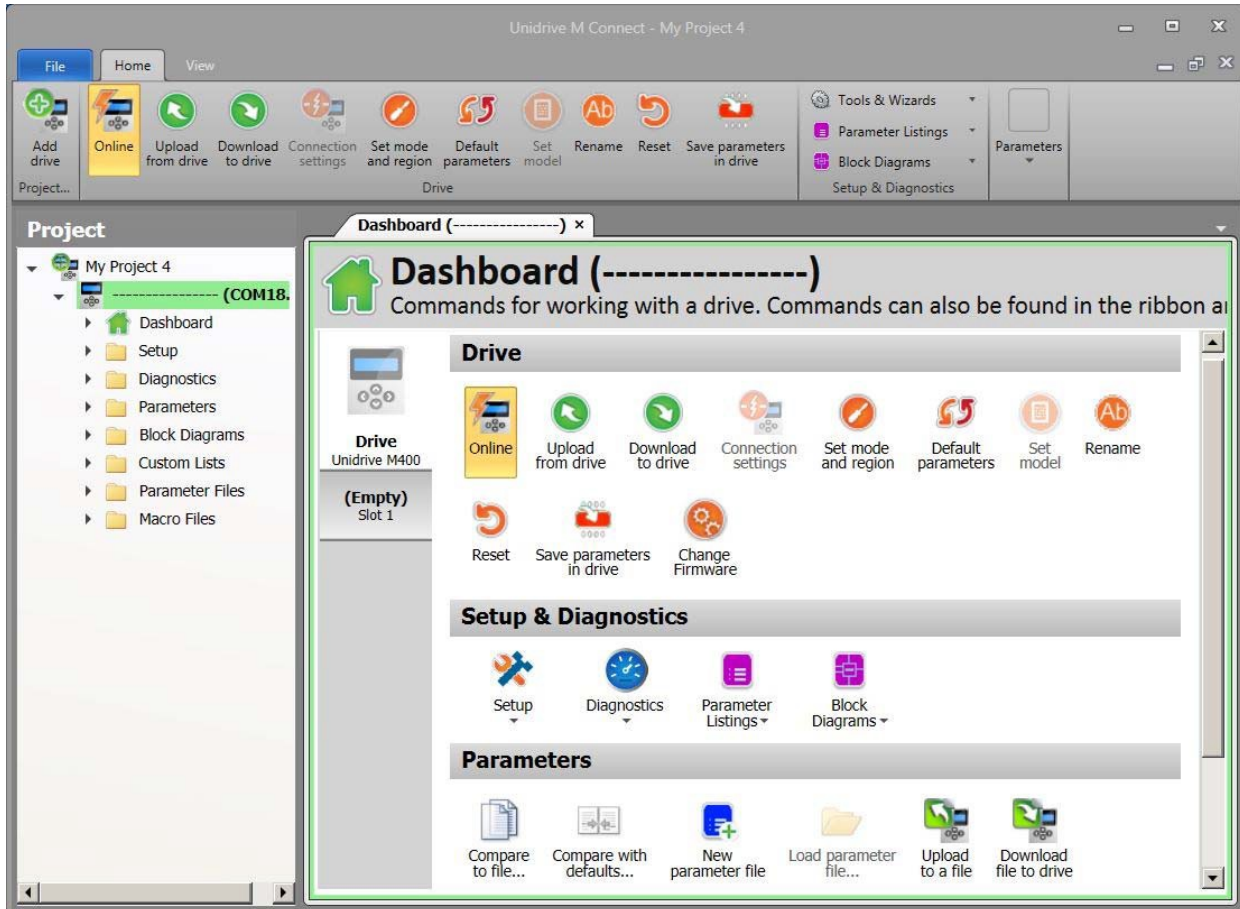 Unidrive M Connect - My Project 4
File Home View
Add drive
Online
Upload from drive
Download to drive
Connection settings
Set mode and region
Default parameters
Set model
Ab
Rename
Reset
Save parameters in drive
Tools & Wizards
Parameter Listings
Block Diagrams
Parameters
Project...
Drive
Setup & Diagnostics
Project
My Project 4
---------------- (COM18.
Dashboard
Setup
Diagnostics
Parameters
Block Diagrams
Custom Lists
Parameter Files
Macro Files
Dashboard (----------------) ×
Dashboard (----------------)
Commands for working with a drive. Commands can also be found in the ribbon a
Drive
Unidrive M400
(Empty)
Slot 1
Drive
Online
Upload
from drive
Download
to drive
Connection
settings
Set mode
and region
Default
parameters
Set
model
Ab
Rename
Reset
Save parameters
in drive
Change
Firmware
Setup & Diagnostics
Setup
Diagnostics
Parameter
Listings
Block
Diagrams
Parameters
Compare
to file...
Compare with
defaults...
New
parameter file
Load parameter
file...
Upload
to a file
Download
file to drive